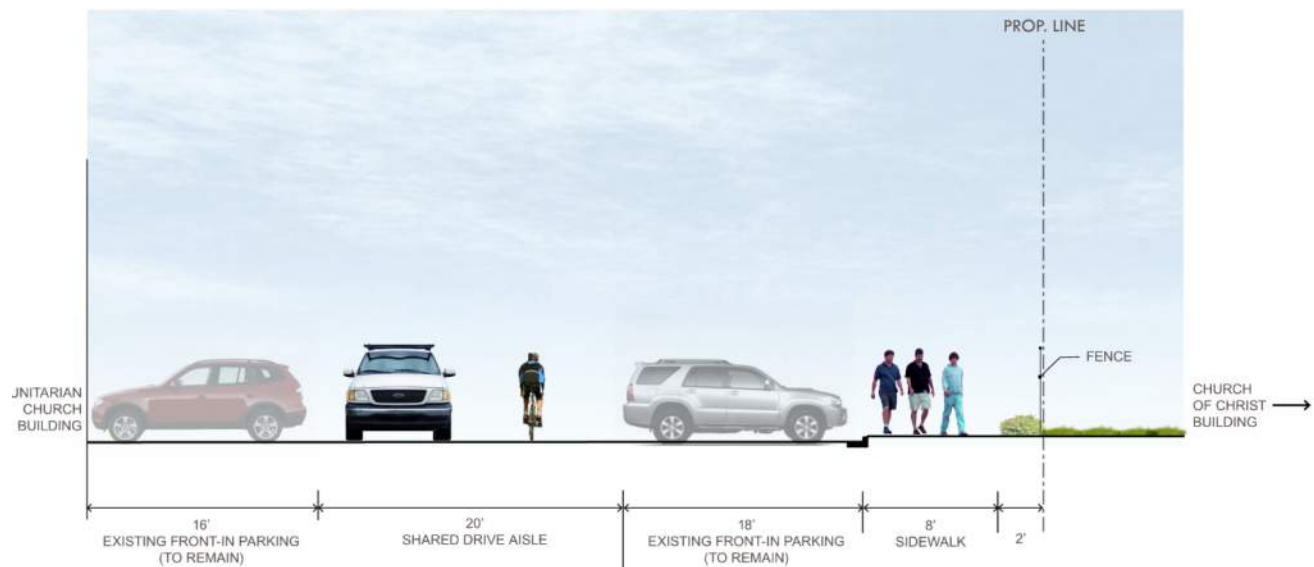 PROP. LINE
FENCE
NITARIAN
CHURCH
BUILDING
CHURCH
OF CHRIST
BUILDING
16'
EXISTING FRONT-IN PARKING
(TO REMAIN)
20'
SHARED DRIVE AISLE
18'
EXISTING FRONT-IN PARKING
(TO REMAIN)
8'
SIDEWALK
2'